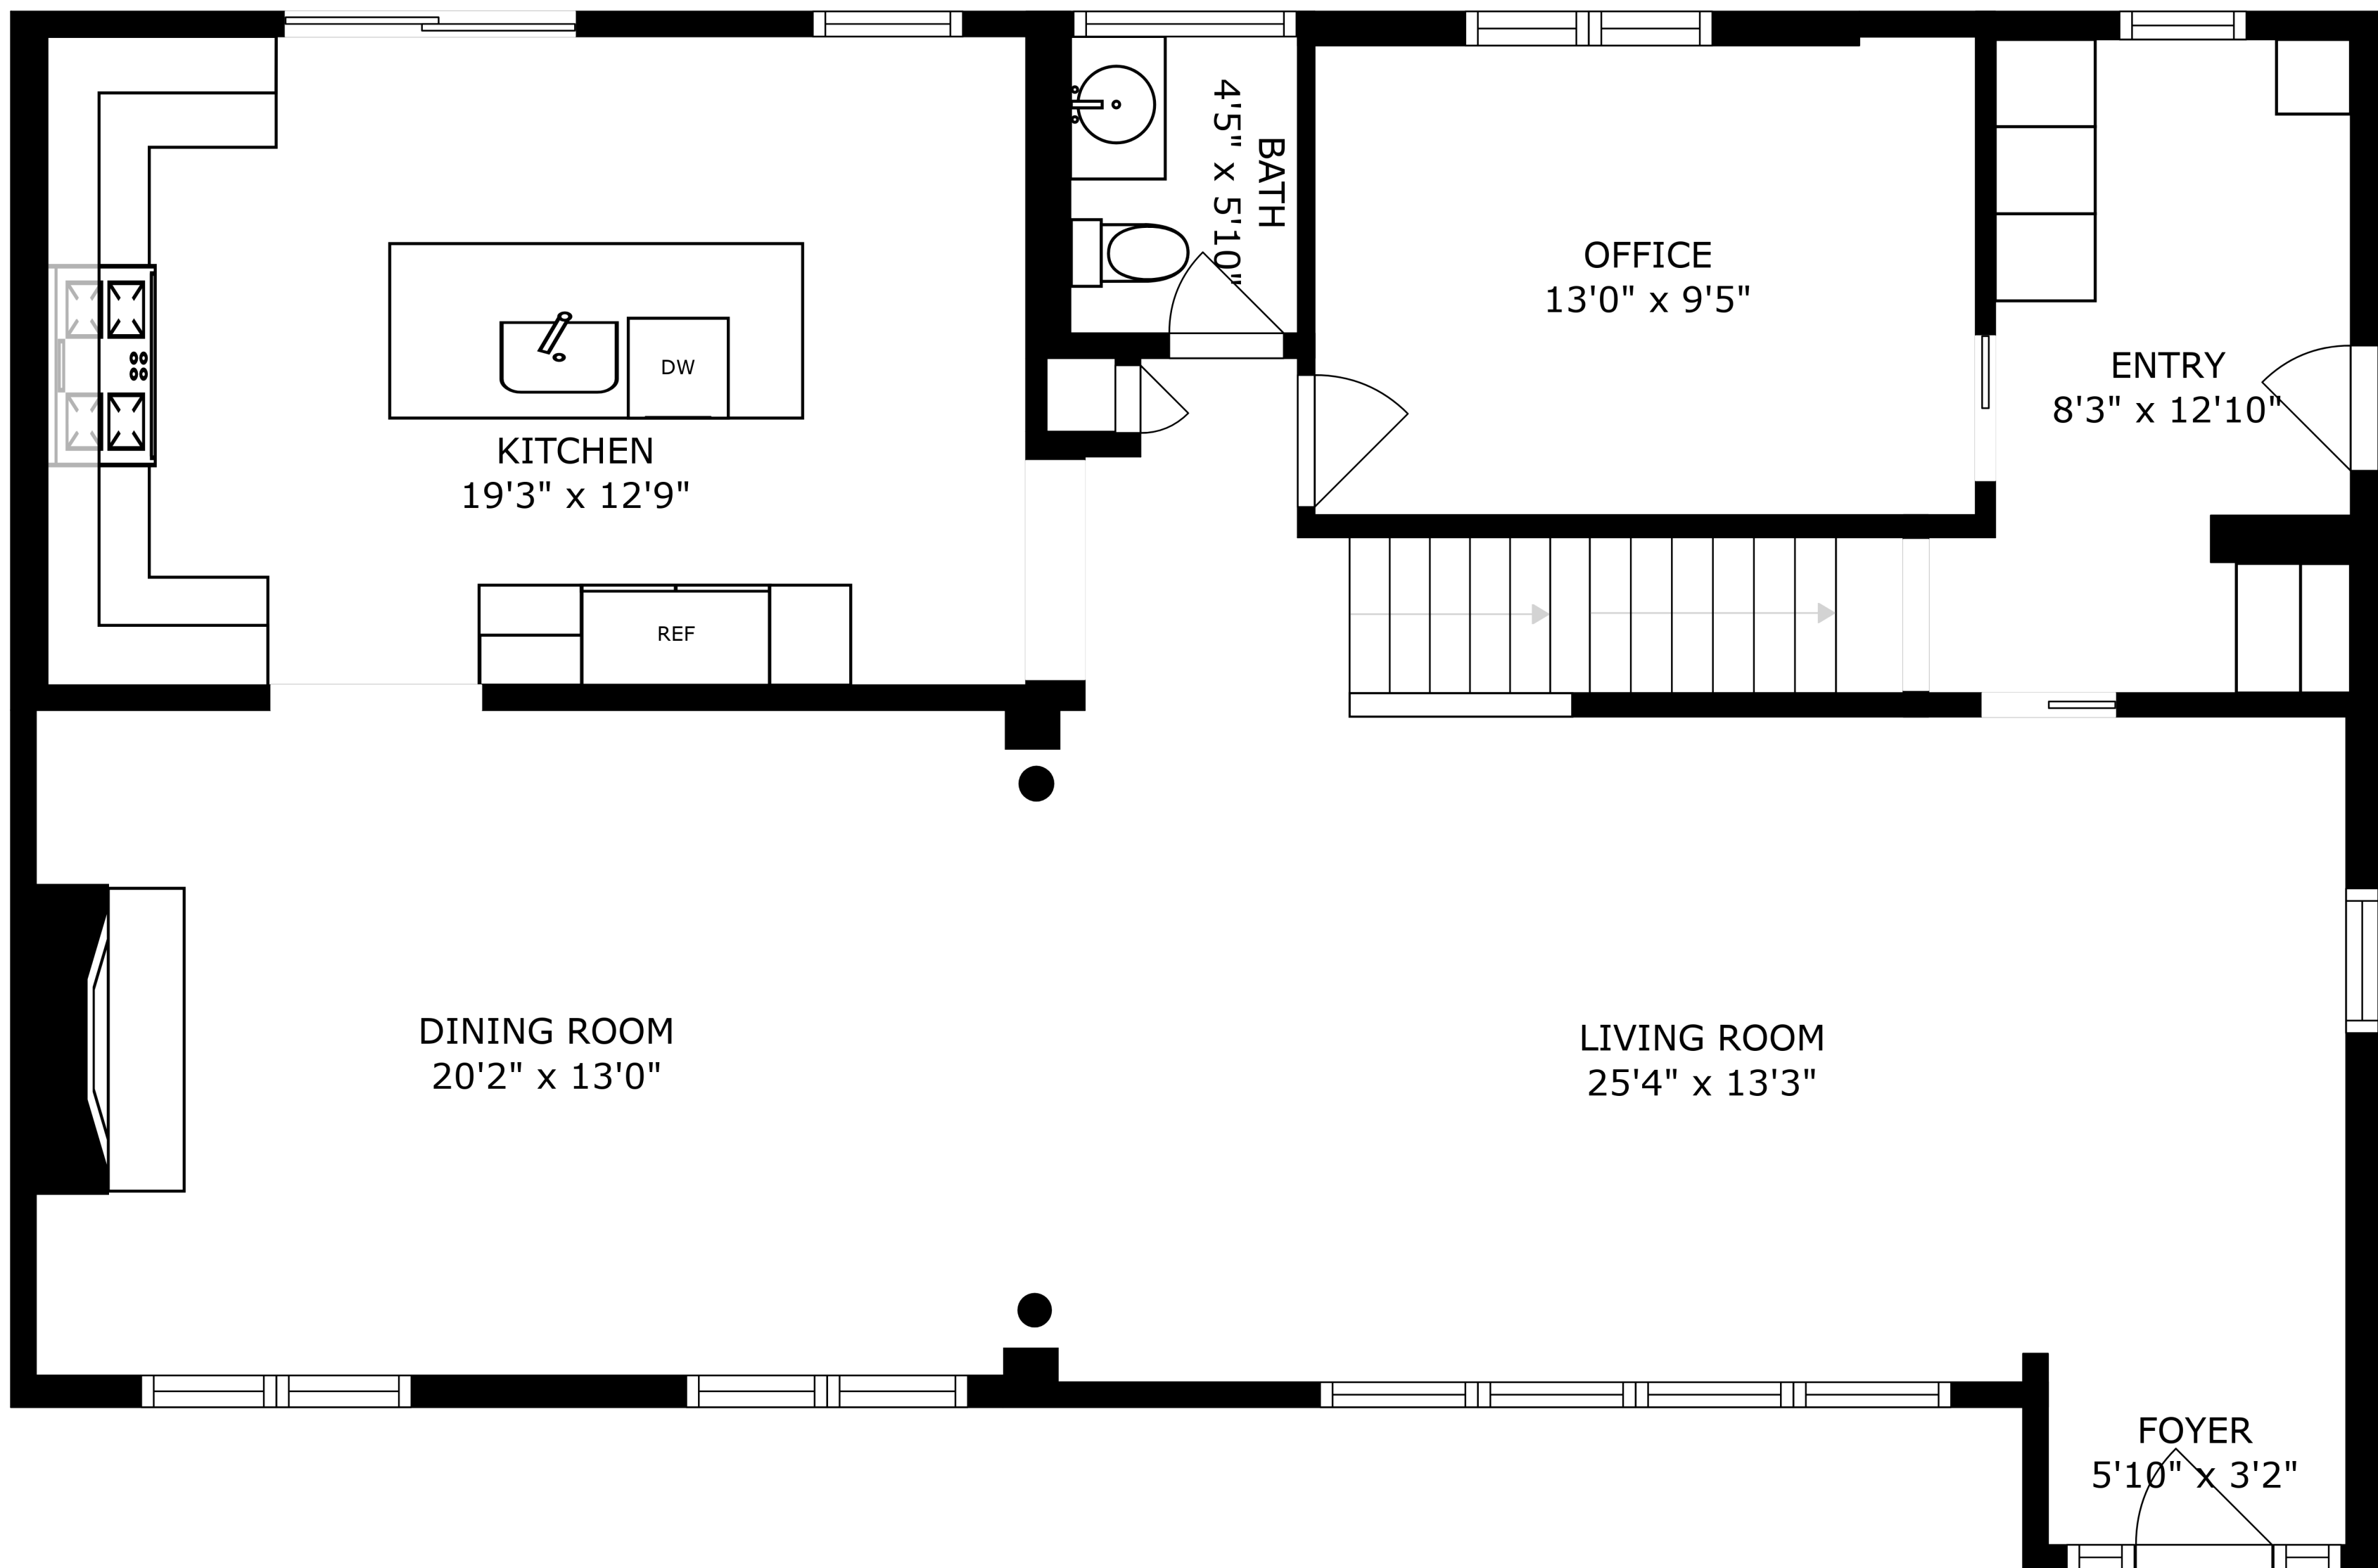 BATH
4'5" x 5'10"
OFFICE
13'0" x 9'5"
ENTRY
8'3" x 12'10"
DW
KITCHEN
19'3" x 12'9"
REF
DINING ROOM
20'2" x 13'0"
LIVING ROOM
25'4" x 13'3"
FOYER
5'10" x 3'2"